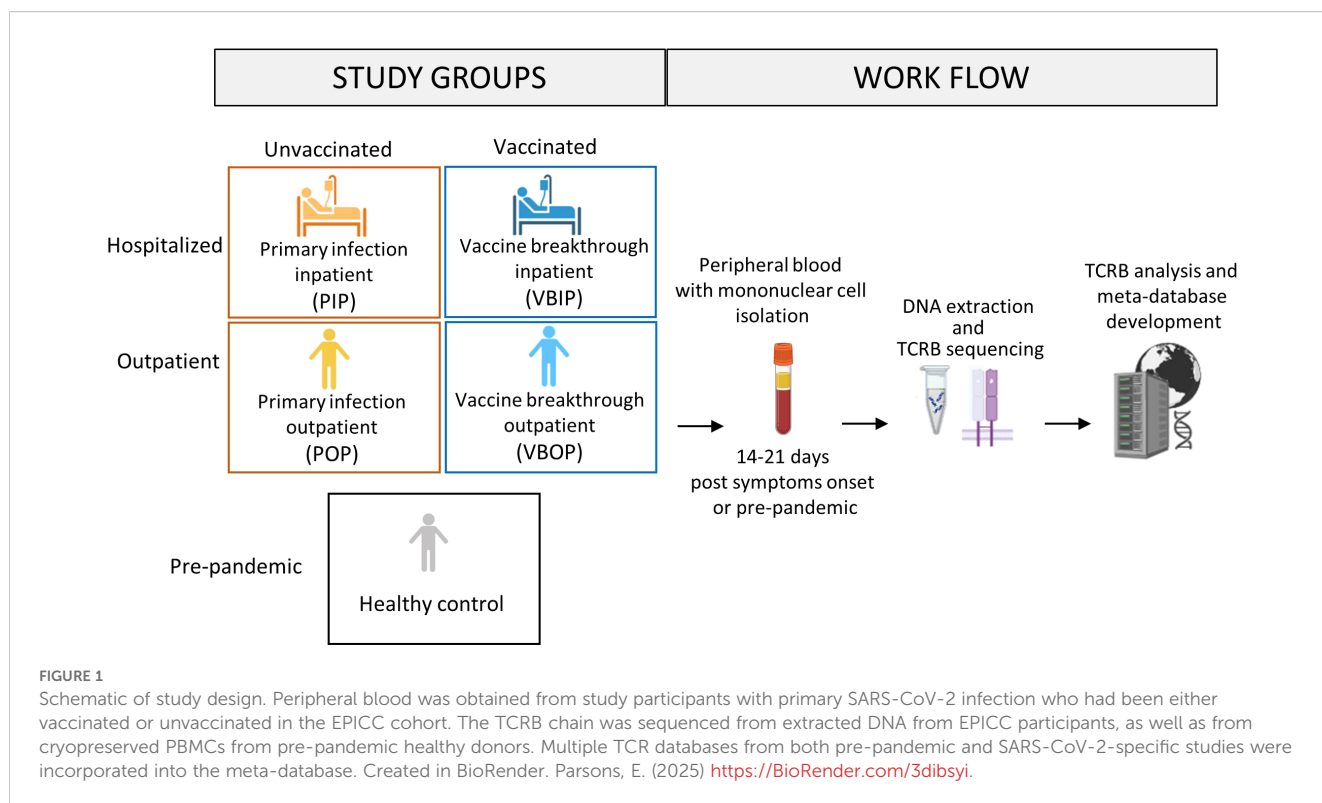 STUDY GROUPS
WORK FLOW
Unvaccinated
Vaccinated
Hospitalized
Primary infection
inpatient
(PIP)
Vaccine breakthrough
inpatient
(VBIP)
Outpatient
Primary infection
outpatient
(POP)
Vaccine breakthrough
outpatient
(VBOP)
Pre-pandemic
Healthy control
Peripheral blood
with mononuclear cell
isolation
14-21 days
post symptoms onset
or pre-pandemic
DNA extraction
and
TCRB sequencing
TCRB analysis and
meta-database
development
FIGURE 1
Schematic of study design. Peripheral blood was obtained from study participants with primary SARS-CoV-2 infection who had been either
vaccinated or unvaccinated in the EPICC cohort. The TCRB chain was sequenced from extracted DNA from EPICC participants, as well as from
cryopreserved PBMCs from pre-pandemic healthy donors. Multiple TCR databases from both pre-pandemic and SARS-CoV-2-specific studies were
incorporated into the meta-database. Created in BioRender. Parsons, E. (2025) https://BioRender.com/3dibsyi.